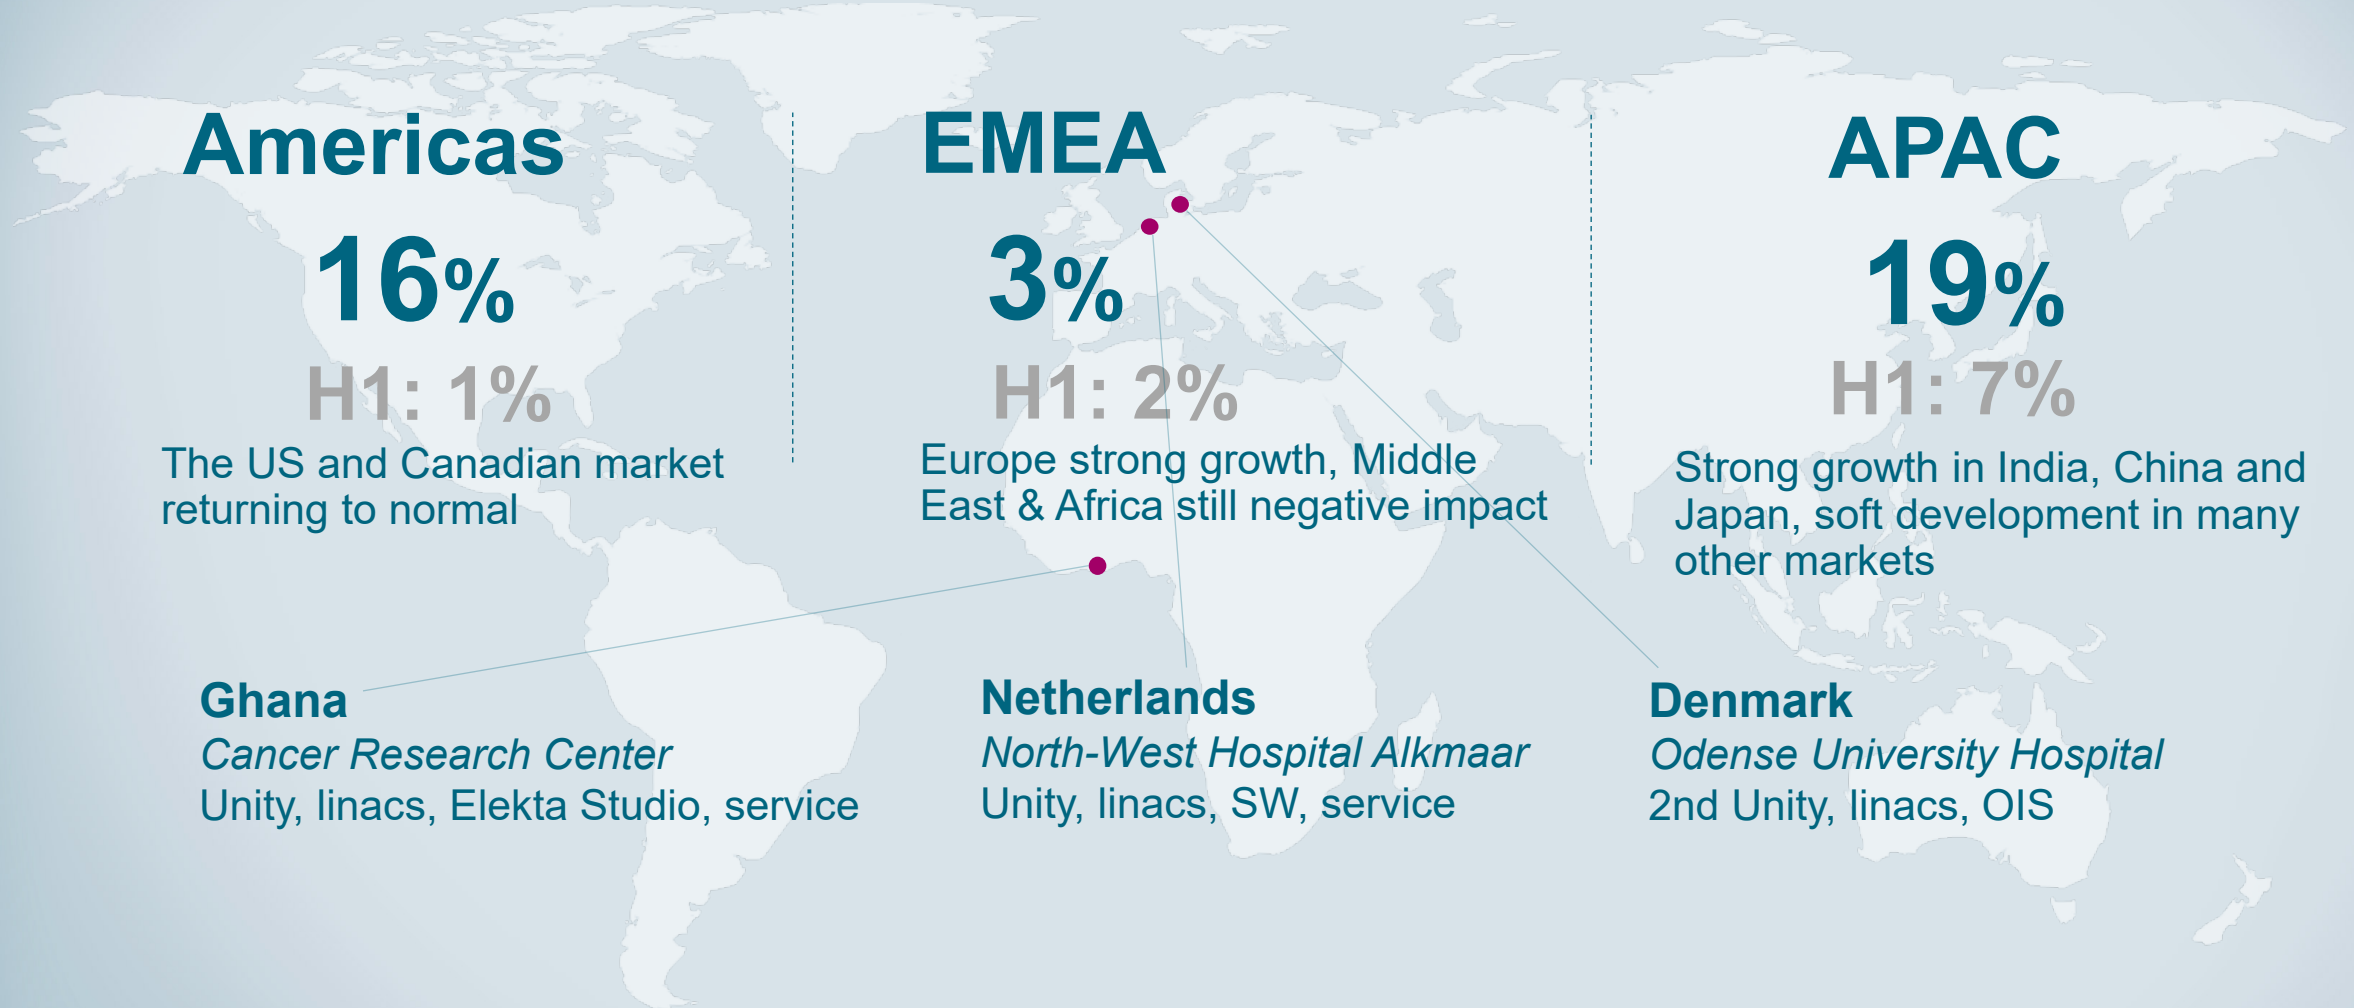 Americas
16%
H1: 1%
The US and Canadian market
returning to normal
EMEA
3%
H1: 2%
Europe strong growth, Middle
East & Africa still negative impact
APAC
19%
H1: 7%
Strong growth in India, China and
Japan, soft development in many
other markets
Ghana
Cancer Research Center
Unity, linacs, Elekta Studio, service
Netherlands
North-West Hospital Alkmaar
Unity, linacs, SW, service
Denmark
Odense University Hospital
2nd Unity, linacs, OIS